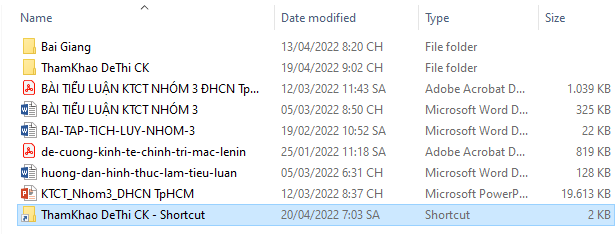 Name Date modified Type Size
Bai Giang 13/04/2022 8:20 CH File folder
ThamKhao DeThi CK 19/04/2022 9:02 CH File folder
BÀI TIỂU LUẬN KTCT NHÓM 3 ĐHCN Tp... 12/03/2022 11:43 SA Adobe Acrobat D... 1.039 KB
BÀI TIỂU LUẬN KTCT NHÓM 3 05/03/2022 8:50 CH Microsoft Word D... 325 KB
BAI-TAP-TICH-LUY-NHOM-3 19/02/2022 10:52 SA Microsoft Word D... 22 KB
de-cuong-kinh-te-chinh-tri-mac-lenin 25/01/2022 11:18 SA Adobe Acrobat D... 819 KB
huong-dan-hinh-thuc-lam-tieu-luan 05/03/2022 6:31 CH Microsoft Word D... 128 KB
KTCT_Nhom3_DHCN TpHCM 12/03/2022 8:37 CH Microsoft PowerP... 19.613 KB
ThamKhao DeThi CK - Shortcut 20/04/2022 7:03 SA Shortcut 2 KB